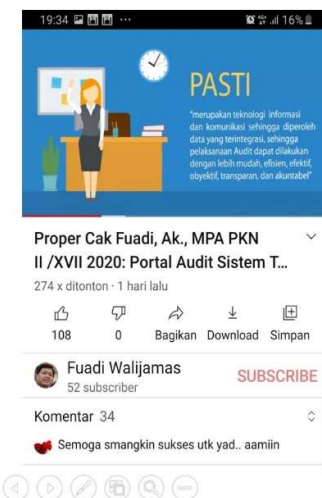 19:34
16%
PASTI
"merupakan teknologi informasi
dan komunikasi sehingga diperoleh
data yang terintegrasi, sehingga
pelaksanaan Audit dapat dilakukan
dengan lebih mudah, efisien, efektif,
obyektif, transparan, dan akuntabel"
Proper Cak Fuadi, Ak., MPA PKN
II /XVII 2020: Portal Audit Sistem T...
274 x ditonton · 1 hari lalu
108
0
Bagikan
Download
Simpan
Fuadi Walijamas
52 subscriber
SUBSCRIBE
Komentar 34
Semoga smangkin sukses utk yad.. aamiin